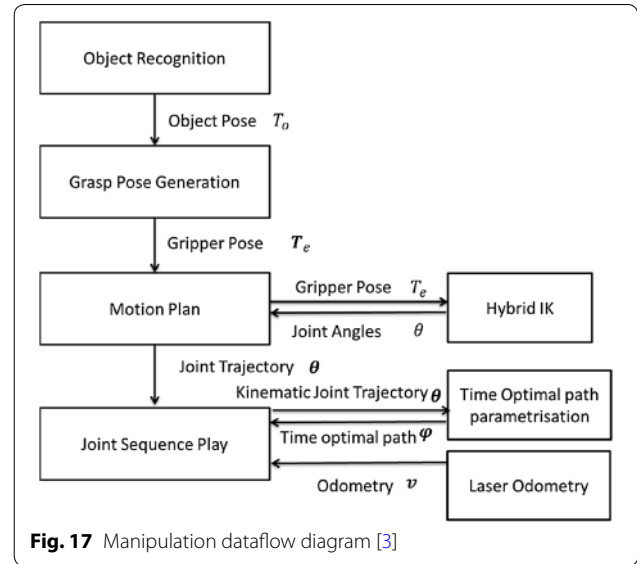 Object Recognition
Object Pose T_o
Grasp Pose Generation
Gripper Pose T_e
Motion Plan
Gripper Pose T_e
Joint Angles θ
Hybrid IK
Joint Trajectory θ
Kinematic Joint Trajectory θ
Time optimal path φ
Odometry v
Joint Sequence Play
Time Optimal path
parametrisation
Laser Odometry
Fig. 17 Manipulation dataflow diagram [3]